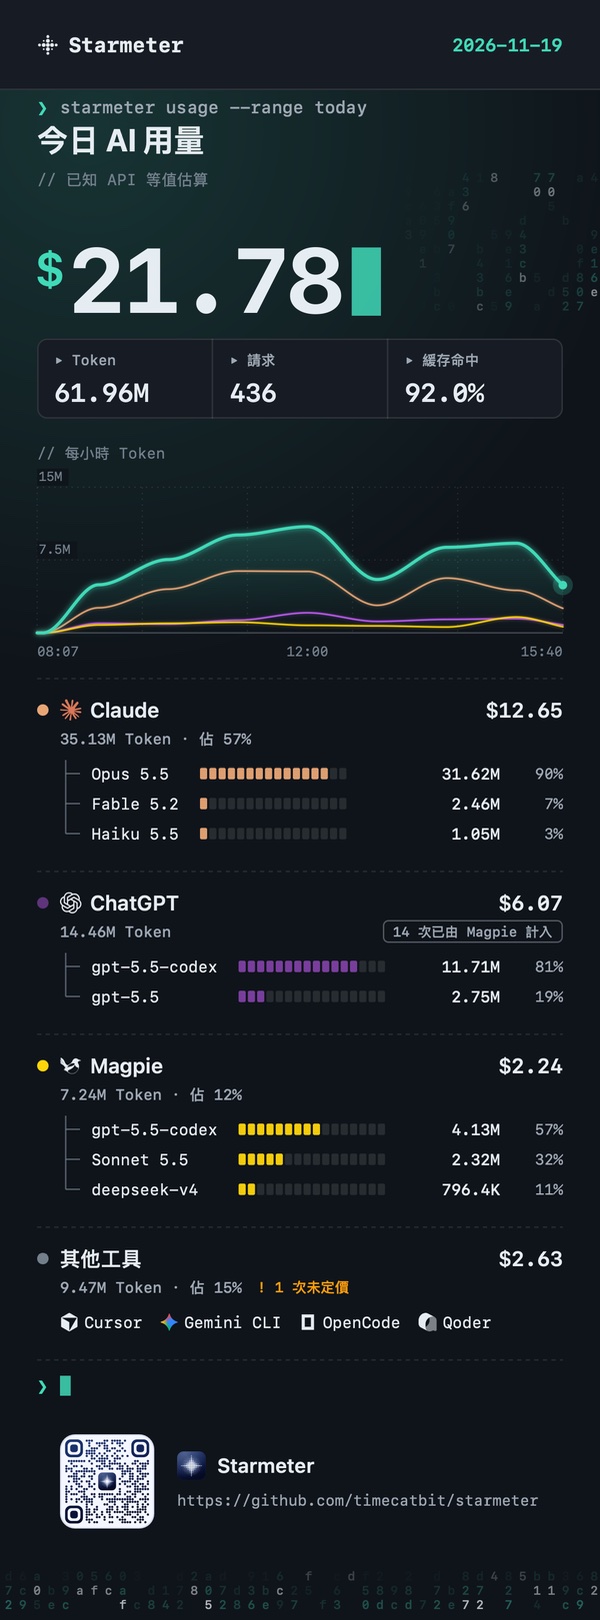 Starmeter
2026-11-19
❯ starmeter usage --range today
今日 AI 用量
// 已知 API 等值估算
$21.78
▸ Token
61.96M
▸ 請求
436
▸ 緩存命中
92.0%
// 每小時 Token
15M
7.5M
08:07 12:00 15:40
Claude $12.65
35.13M Token · 佔 57%
Opus 5.5 31.62M 90%
Fable 5.2 2.46M 7%
Haiku 5.5 1.05M 3%
ChatGPT $6.07
14.46M Token 14 次已由 Magpie 計入
gpt-5.5-codex 11.71M 81%
gpt-5.5 2.75M 19%
Magpie $2.24
7.24M Token · 佔 12%
gpt-5.5-codex 4.13M 57%
Sonnet 5.5 2.32M 32%
deepseek-v4 796.4K 11%
其他工具 $2.63
9.47M Token · 佔 15% ! 1 次未定價
Cursor Gemini CLI OpenCode Qoder
❯
Starmeter
https://github.com/timecatbit/starmeter